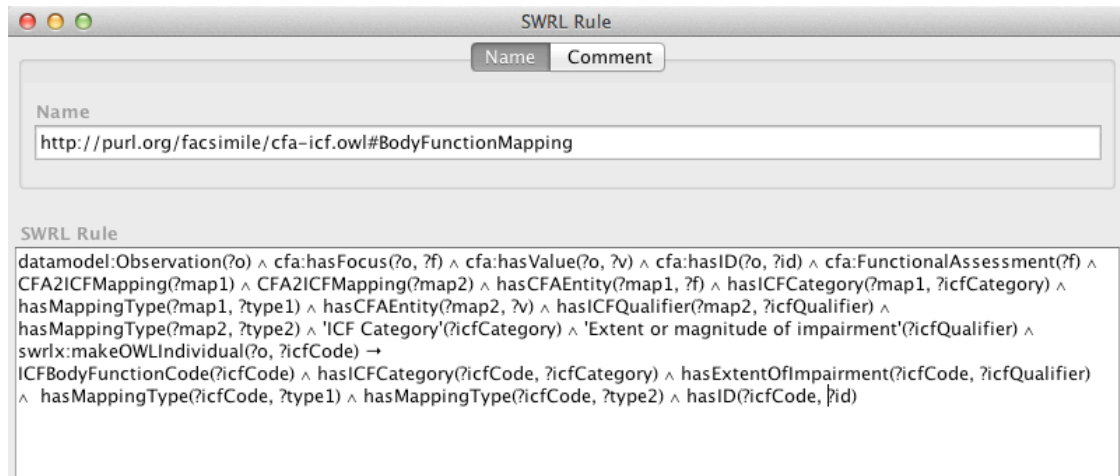 SWRL Rule
Name Comment
Name
http://purl.org/facsimile/cfa-icf.owl#BodyFunctionMapping
SWRL Rule
datamodel:Observation(?o) ∧ cfa:hasFocus(?o, ?f) ∧ cfa:hasValue(?o, ?v) ∧ cfa:hasID(?o, ?id) ∧ cfa:FunctionalAssessment(?f) ∧
CFA2ICFMapping(?map1) ∧ CFA2ICFMapping(?map2) ∧ hasCFAEntity(?map1, ?f) ∧ hasICFCategory(?map1, ?icfCategory) ∧
hasMappingType(?map1, ?type1) ∧ hasCFAEntity(?map2, ?v) ∧ hasICFQualifier(?map2, ?icfQualifier) ∧
hasMappingType(?map2, ?type2) ∧ 'ICF Category'(?icfCategory) ∧ 'Extent or magnitude of impairment'(?icfQualifier) ∧
swrlx:makeOWLIndividual(?o, ?icfCode) →
ICFBodyFunctionCode(?icfCode) ∧ hasICFCategory(?icfCode, ?icfCategory) ∧ hasExtentOfImpairment(?icfCode, ?icfQualifier)
∧ hasMappingType(?icfCode, ?type1) ∧ hasMappingType(?icfCode, ?type2) ∧ hasID(?icfCode, ?id)